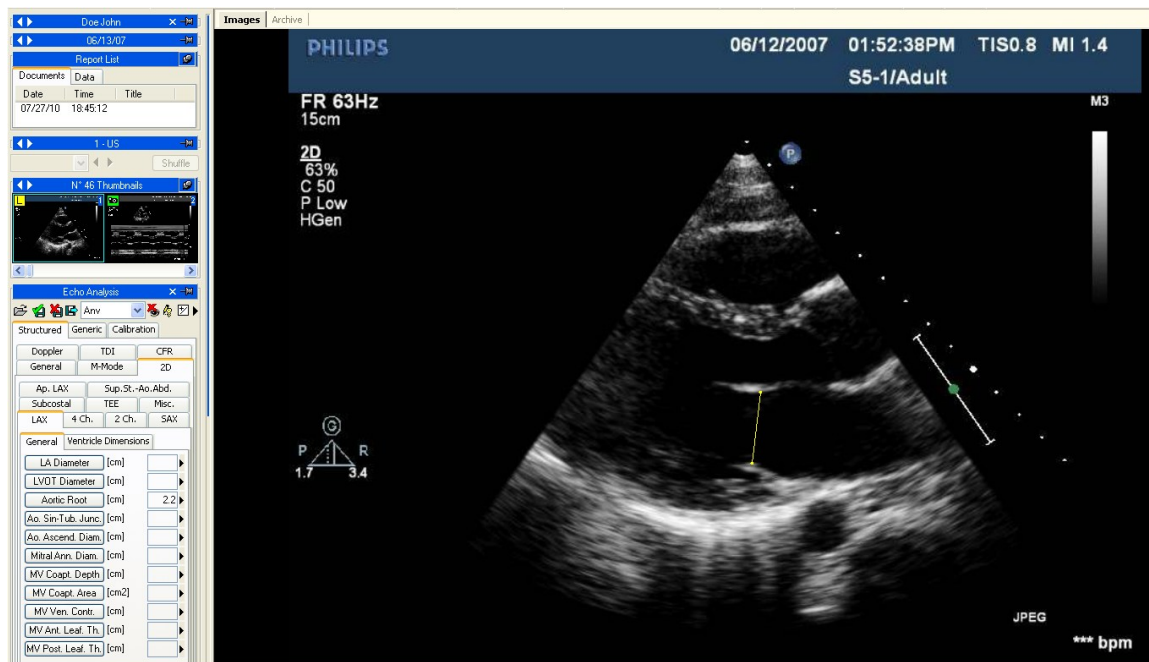 Doe John
06/13/07
Report List
Documents Data
Date Time Title
07/27/10 18:45:12
1 - US
Shuffle
N° 46 Thumbnails
L 1 2
Echo Analysis
Any
Structured Generic Calibration
Doppler TDI CFR
General M-Mode 2D
Ap. LAX Sup.St.-Ao.Abd.
Subcostal TEE Misc.
LAX 4 Ch. 2 Ch. SAX
General Ventricle Dimensions
LA Diameter [cm]
LVOT Diameter [cm]
Aortic Root [cm] 2.2
Ao. Sin-Tub. Junc. [cm]
Ao. Ascend. Diam. [cm]
Mitral Ann. Diam. [cm]
MV Coapt. Depth [cm]
MV Coapt. Area [cm2]
MV Ven. Contr. [cm]
MV Ant. Leaf. Th. [cm]
MV Post. Leaf. Th. [cm]
Images Archive
PHILIPS 06/12/2007 01:52:38PM TIS0.8 MI 1.4
S5-1/Adult
FR 63Hz
15cm
M3
2D
63%
C 50
P Low
HGen
P
G
P R
1.7 3.4
JPEG
*** bpm